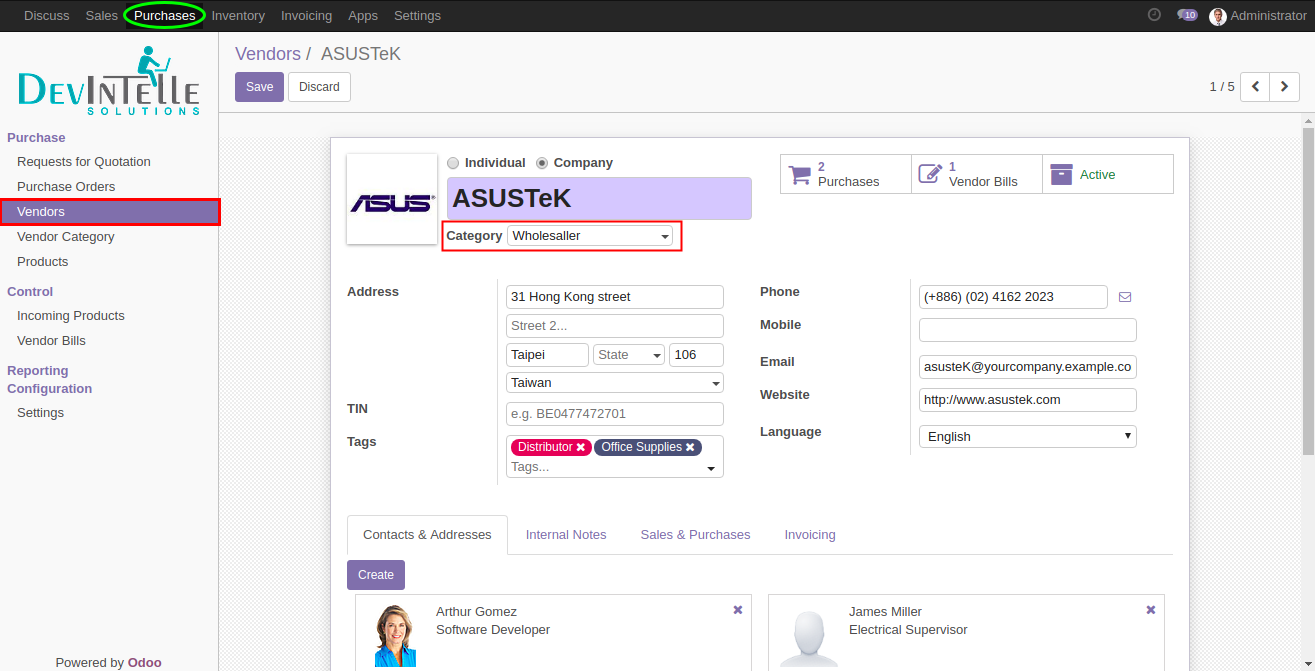 Discuss Sales Purchases Inventory Invoicing Apps Settings 10 Administrator
DEVINTELLE
SOLUTIONS
Vendors / ASUSTeK
Save Discard
1 / 5
Purchase
Requests for Quotation
Purchase Orders
Vendors
Vendor Category
Products
Control
Incoming Products
Vendor Bills
Reporting
Configuration
Settings
Powered by Odoo
ASUS®
Individual Company
ASUSTeK
Category Wholesaller
2
Purchases
1
Vendor Bills
Active
Address
31 Hong Kong street
Street 2...
Taipei State 106
Taiwan
TIN e.g. BE0477472701
Tags Distributor Office Supplies
Tags...
Phone (+886) (02) 4162 2023
Mobile
Email asusteK@yourcompany.example.co
Website http://www.asustek.com
Language English
Contacts & Addresses Internal Notes Sales & Purchases Invoicing
Create
Arthur Gomez
Software Developer
James Miller
Electrical Supervisor